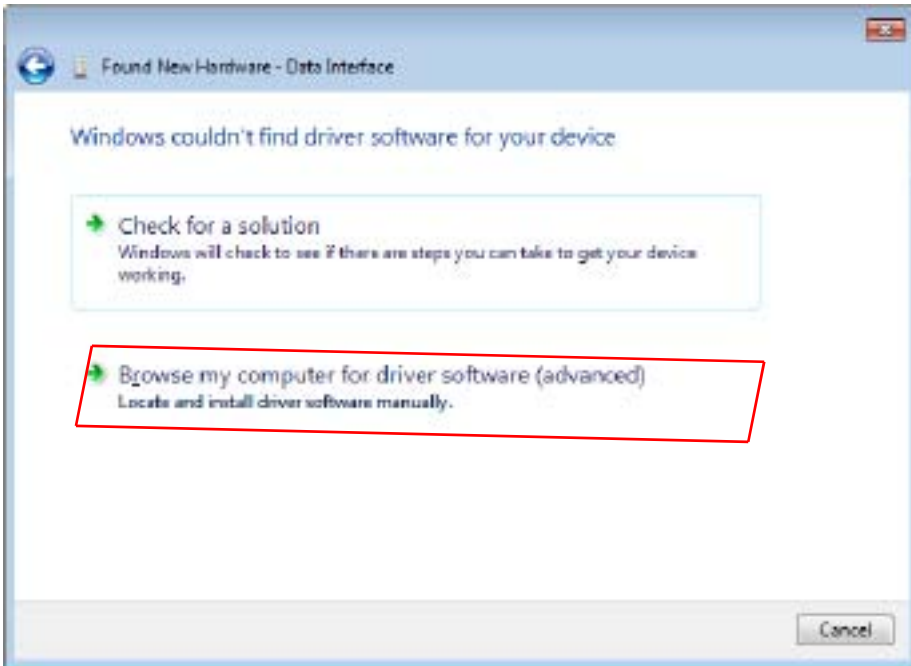 Found New Hardware - Data Interface
Windows couldn't find driver software for your device
Check for a solution
Windows will check to see if there are steps you can take to get your device
working.
Browse my computer for driver software (advanced)
Locate and install driver software manually.
Cancel